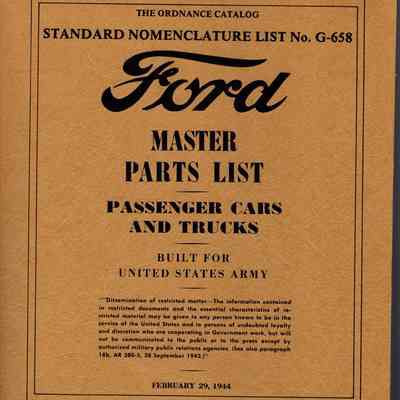 THE ORDNANCE CATALOG
STANDARD NOMENCLATURE LIST No. G-658
Ford
MASTER
PARTS LIST
PASSENGER CARS
AND TRUCKS
BUILT FOR
UNITED STATES ARMY
"Dissemination of restricted matter—The information contained
in restricted documents and the essential characteristics of re-
stricted material may be given to any person known to be in the
service of the United States and to persons of undoubted loyalty
and discretion who are cooperating in Government work, but will
not be communicated to the public or to the press except by
authorized military public relations agencies. (See also paragraph
18b, AR 380-5, 28 September 1942.)"
FEBRUARY 29, 1944